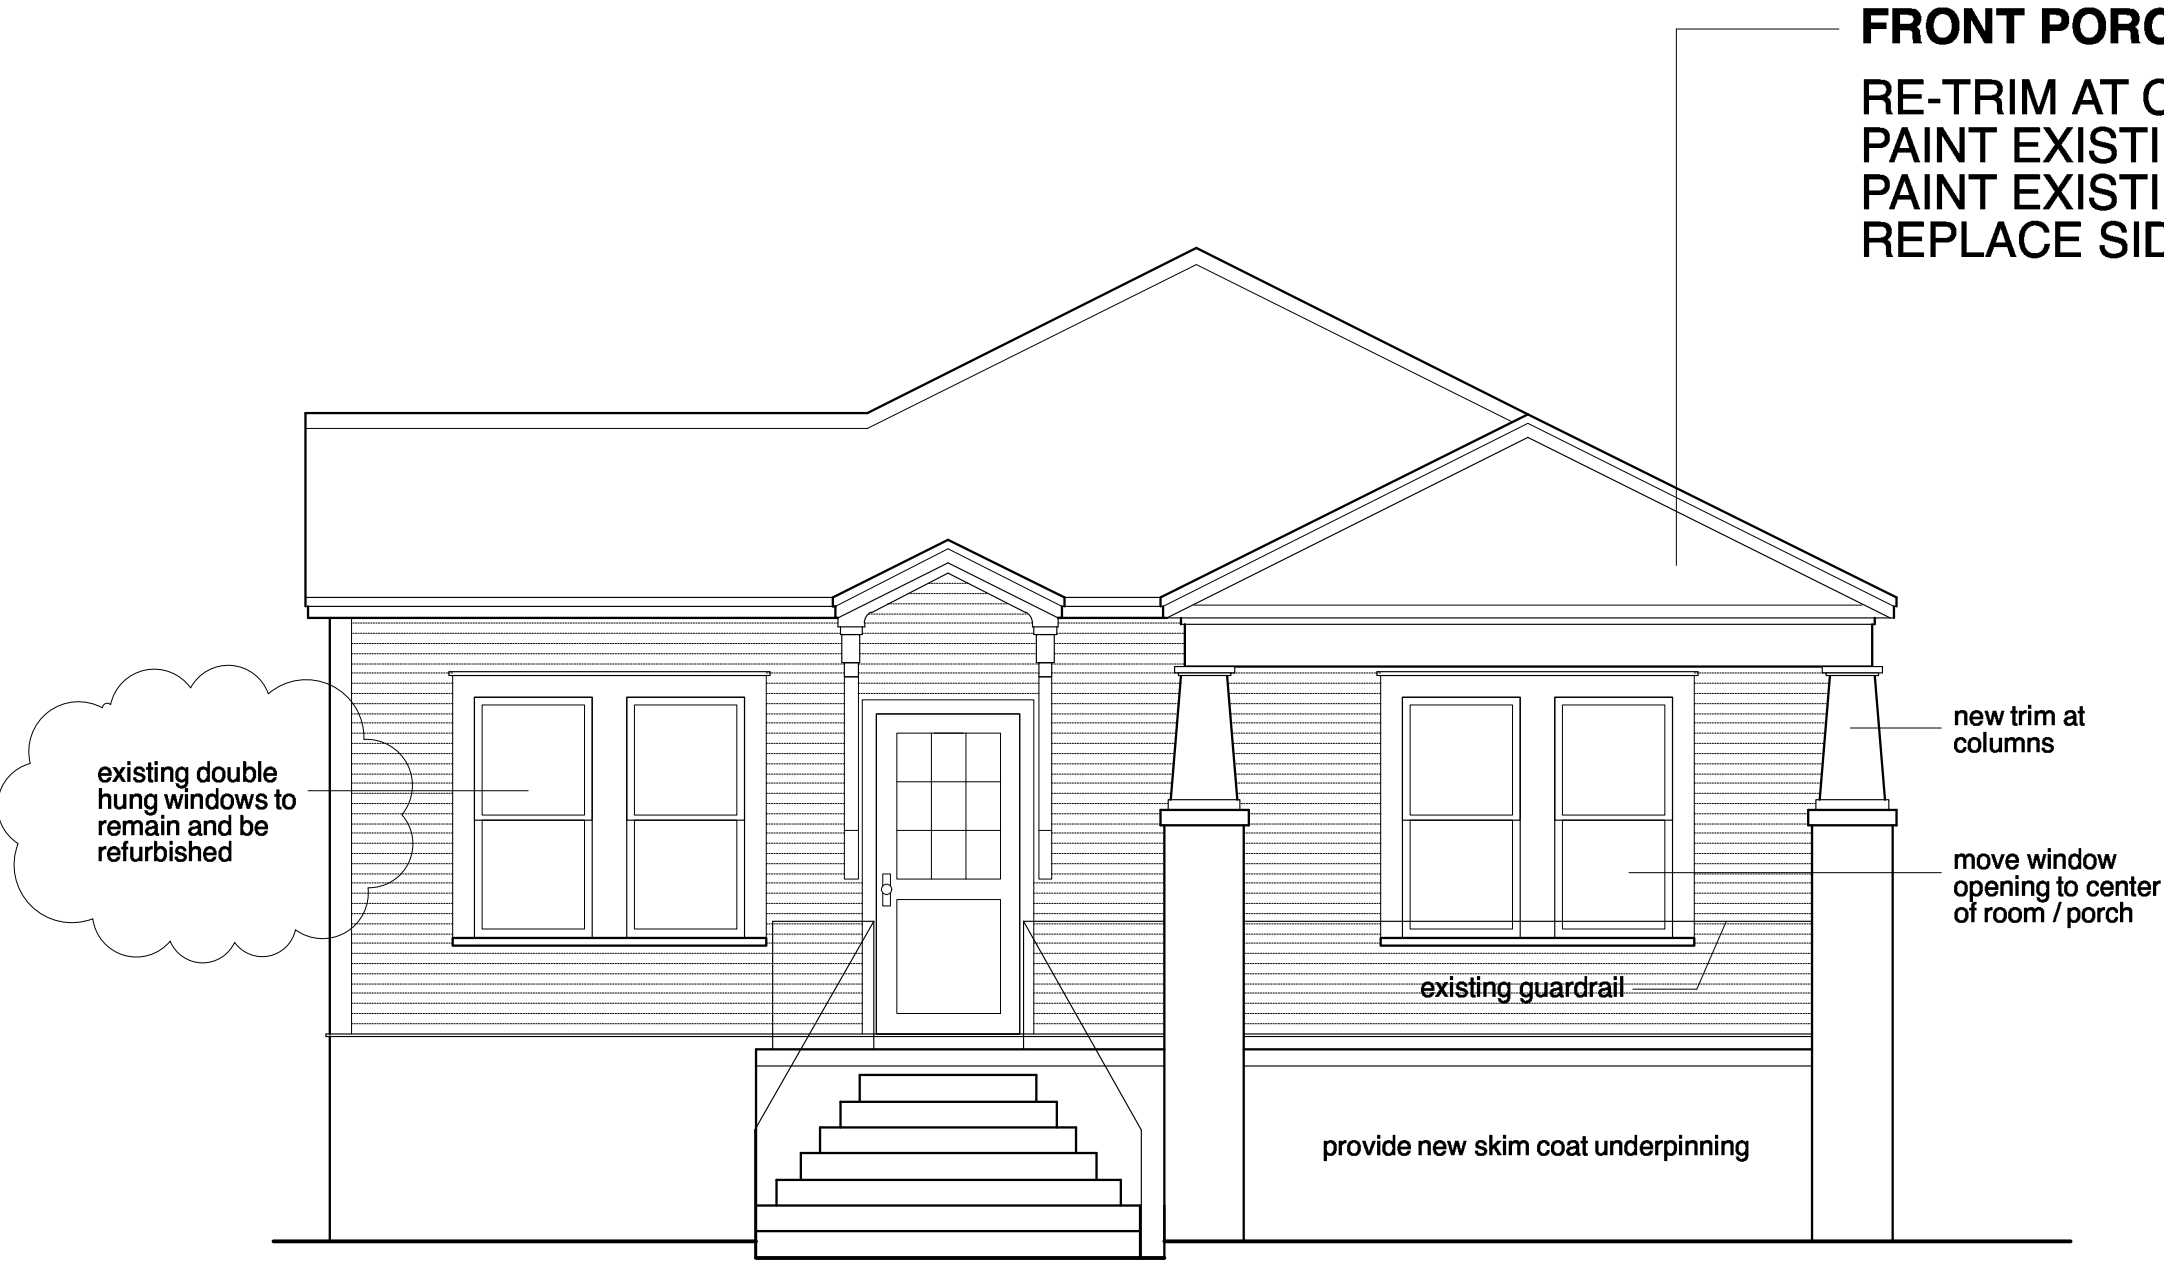 FRONT PORC
RE-TRIM AT C
PAINT EXISTI
PAINT EXISTI
REPLACE SID
new trim at
columns
existing double
hung windows to
remain and be
refurbished
move window
opening to center
of room / porch
existing guardrail
provide new skim coat underpinning